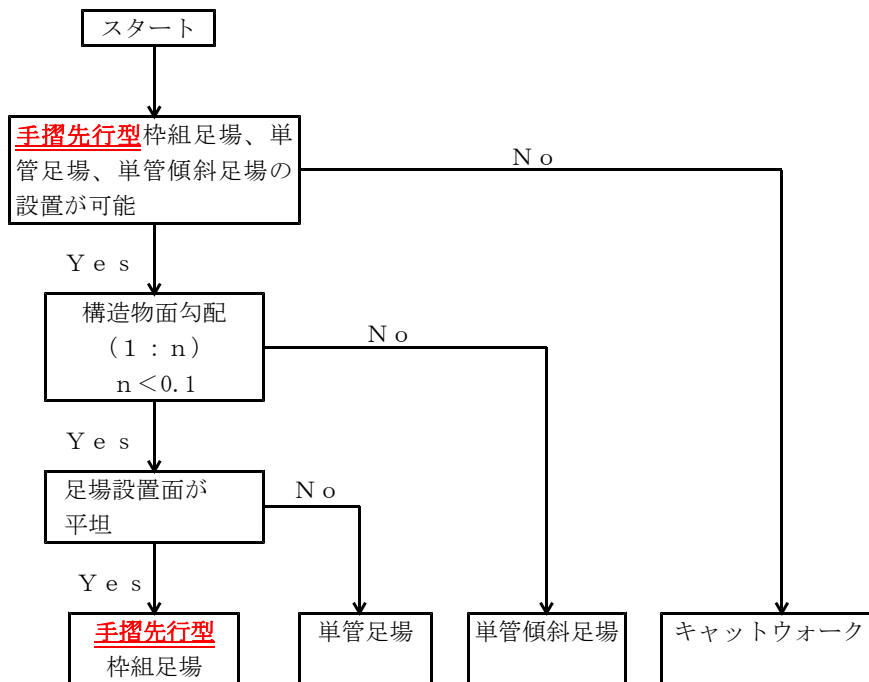 スタート
手摺先行型枠組足場、単
管足場、単管傾斜足場の
設置が可能
No
Yes
構造物面勾配
(1:n)
n<0.1
No
Yes
足場設置面が
平坦
No
Yes
手摺先行型
枠組足場
単管足場
単管傾斜足場
キャットウォーク